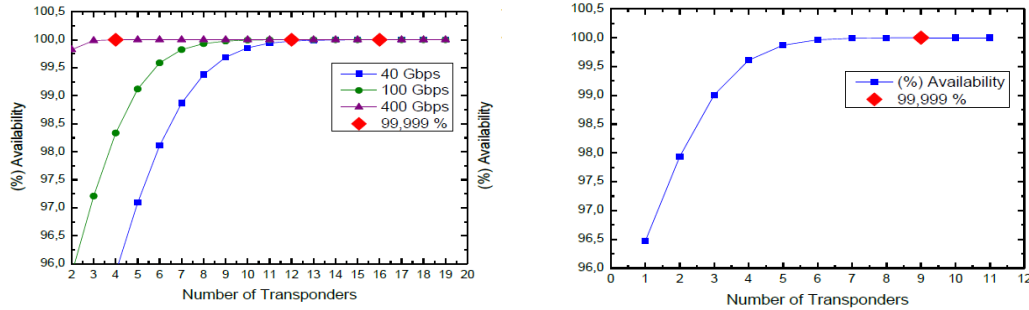 100,5
100,0
99,5
99,0
98,5
98,0
97,5
97,0
96,5
96,0
(%) Availability
2 3 4 5 6 7 8 9 10 11 12 13 14 15 16 17 18 19 20
Number of Transponders
40 Gbps
100 Gbps
400 Gbps
99,999 %
(%) Availability
100,5
100,0
99,5
99,0
98,5
98,0
97,5
97,0
96,5
96,0
0 1 2 3 4 5 6 7 8 9 10 11 12
Number of Transponders
(%) Availability
99,999 %